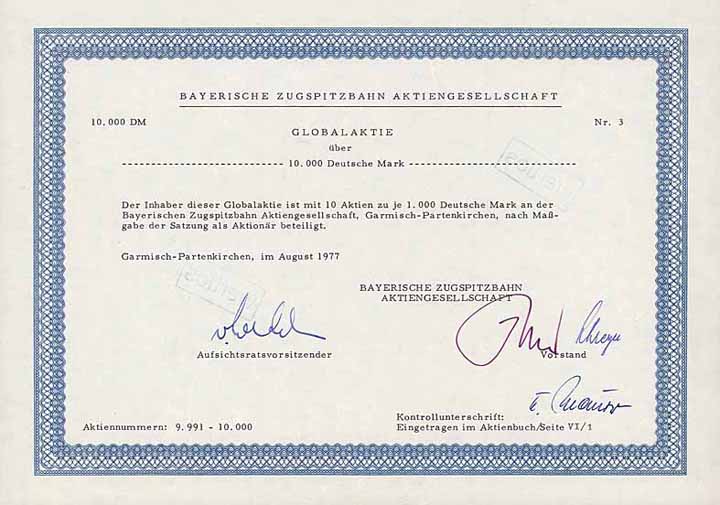 BAYERISCHE ZUGSPITZBAHN AKTIENGESELLSCHAFT
10.000 DM
Nr. 3
GLOBALAKTIE
über
10.000 Deutsche Mark
Der Inhaber dieser Globalaktie ist mit 10 Aktien zu je 1.000 Deutsche Mark an der
Bayerischen Zugspitzbahn Aktiengesellschaft, Garmisch-Partenkirchen, nach Maß-
gabe der Satzung als Aktionär beteiligt.
Garmisch-Partenkirchen, im August 1977
BAYERISCHE ZUGSPITZBAHN
AKTIENGESELLSCHAFT
Aufsichtsratsvorsitzender
Vorstand
Kontrollunterschrift:
Aktiennummern: 9.991 - 10.000
Eingetragen im Aktienbuch/Seite VI/1